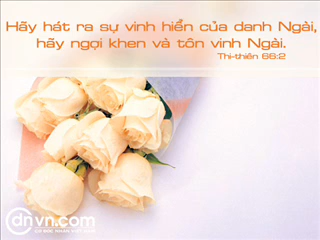 Hãy hát ra sự vinh hiển của danh Ngài,
hãy ngợi khen và tôn vinh Ngài.
Thi-thiên 66:2
dnvn.com